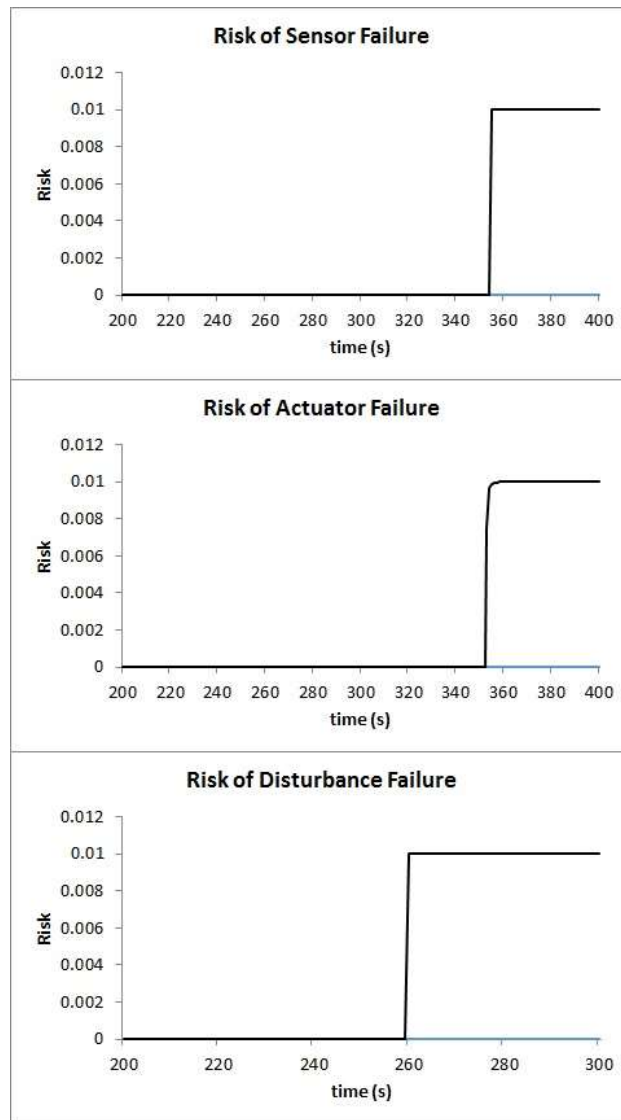 Risk of Sensor Failure
0.012
0.01
0.008
0.006
0.004
0.002
0
Risk
200 220 240 260 280 300 320 340 360 380 400
time (s)
Risk of Actuator Failure
0.012
0.01
0.008
0.006
0.004
0.002
0
Risk
200 220 240 260 280 300 320 340 360 380 400
time (s)
Risk of Disturbance Failure
0.012
0.01
0.008
0.006
0.004
0.002
0
Risk
200 220 240 260 280 300
time (s)